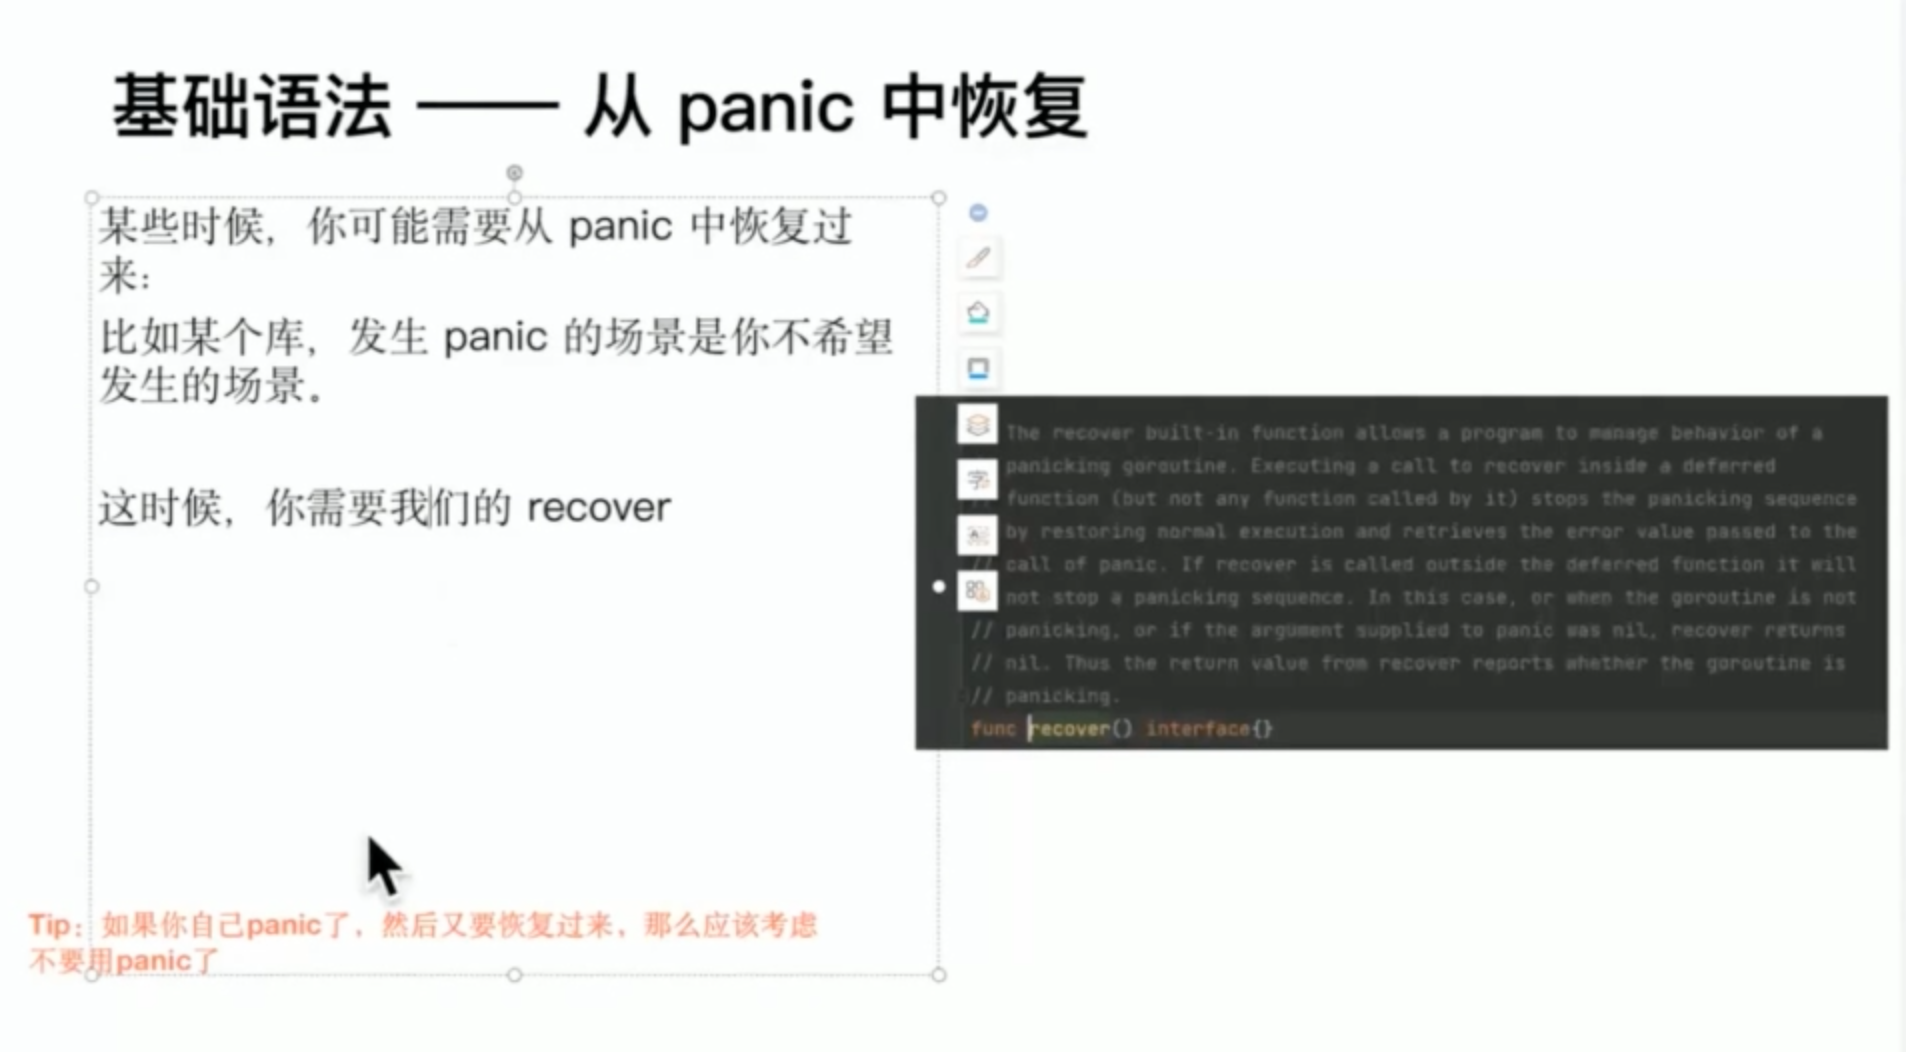 基础语法 —— 从 panic 中恢复
某些时候，你可能需要从 panic 中恢复过
来：
比如某个库，发生 panic 的场景是你不希望
发生的场景。
这时候，你需要我们的 recover
The recover built-in function allows a program to manage behavior of a
panicking goroutine. Executing a call to recover inside a deferred
function (but not any function called by it) stops the panicking sequence
by restoring normal execution and retrieves the error value passed to the
// call of panic. If recover is called outside the deferred function it will
not stop a panicking sequence. In this case, or when the goroutine is not
// panicking, or if the argument supplied to panic was nil, recover returns
// nil. Thus the return value from recover reports whether the goroutine is
// panicking.
func recover() interface{}
Tip：如果你自己panic了，然后又要恢复过来，那么应该考虑
不要用panic了